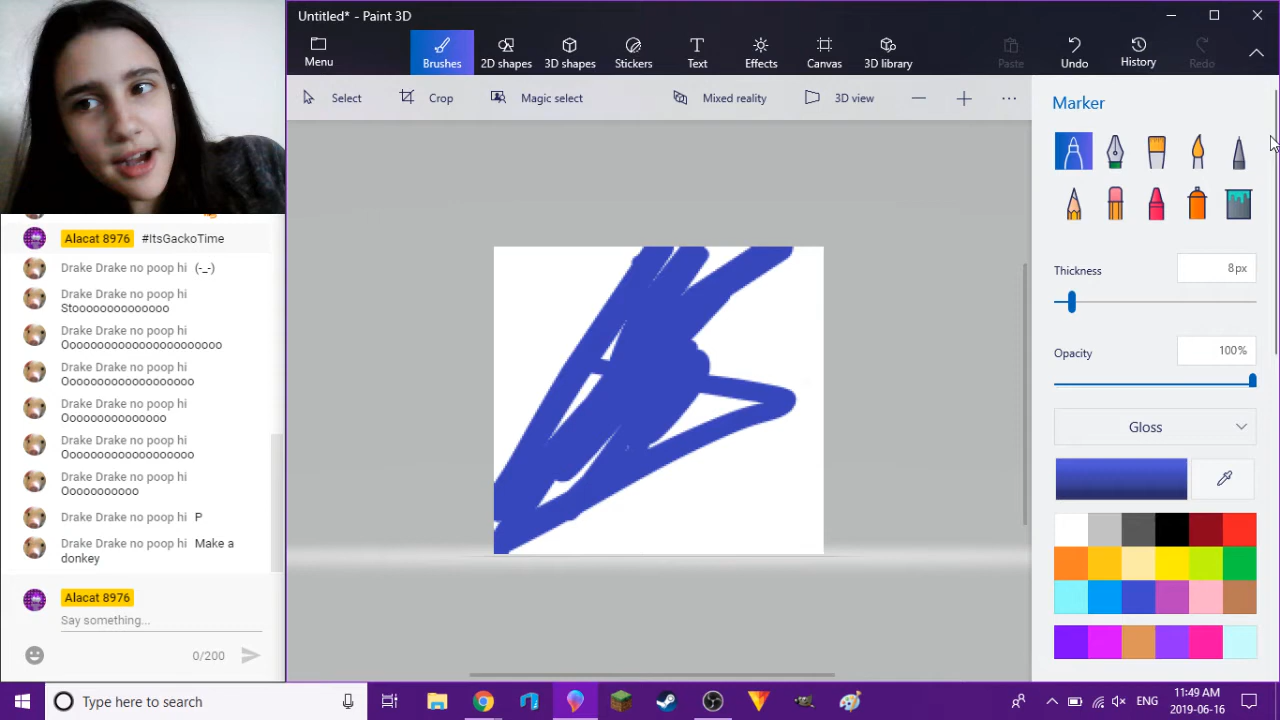 Untitled* - Paint 3D
Menu
Brushes
2D shapes
3D shapes
Stickers
Text
Effects
Canvas
3D library
Paste
Undo
History
Redo
Select
Crop
Magic select
Mixed reality
3D view
Marker
Thickness
8px
Opacity
100%
Gloss
Alacat 8976 #ItsGackoTime
Drake Drake no poop hi (-_-)
Drake Drake no poop hi
Stooooooooooooooo
Drake Drake no poop hi
Oooooooooooooooooooooooo
Drake Drake no poop hi
Ooooooooooooooooooo
Drake Drake no poop hi
Ooooooooooooooo
Drake Drake no poop hi
Ooooooooooooooooooo
Drake Drake no poop hi
Ooooooooooo
Drake Drake no poop hi P
Drake Drake no poop hi Make a
donkey
Alacat 8976
Say something...
0/200
Type here to search
ENG
11:49 AM
2019-06-16